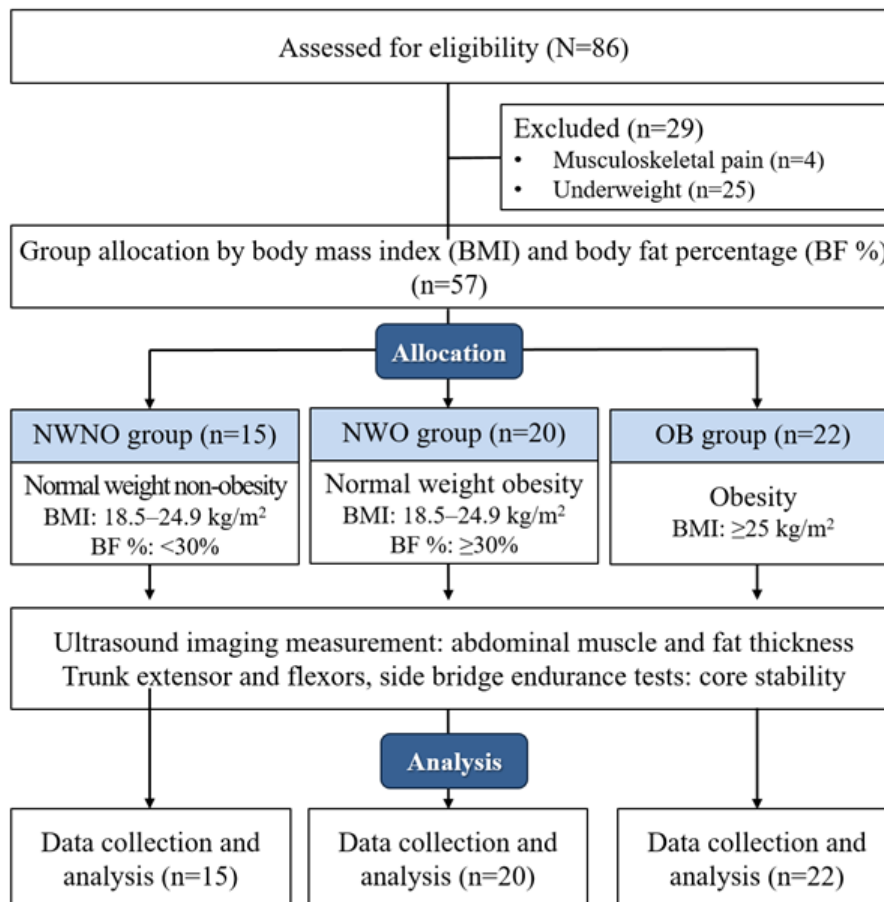 Assessed for eligibility (N=86)
Excluded (n=29)
• Musculoskeletal pain (n=4)
• Underweight (n=25)
Group allocation by body mass index (BMI) and body fat percentage (BF %)
(n=57)
Allocation
NWNO group (n=15)
Normal weight non-obesity
BMI: 18.5–24.9 kg/m²
BF %: <30%
NWO group (n=20)
Normal weight obesity
BMI: 18.5–24.9 kg/m²
BF %: ≥30%
OB group (n=22)
Obesity
BMI: ≥25 kg/m²
Ultrasound imaging measurement: abdominal muscle and fat thickness
Trunk extensor and flexors, side bridge endurance tests: core stability
Analysis
Data collection and
analysis (n=15)
Data collection and
analysis (n=20)
Data collection and
analysis (n=22)